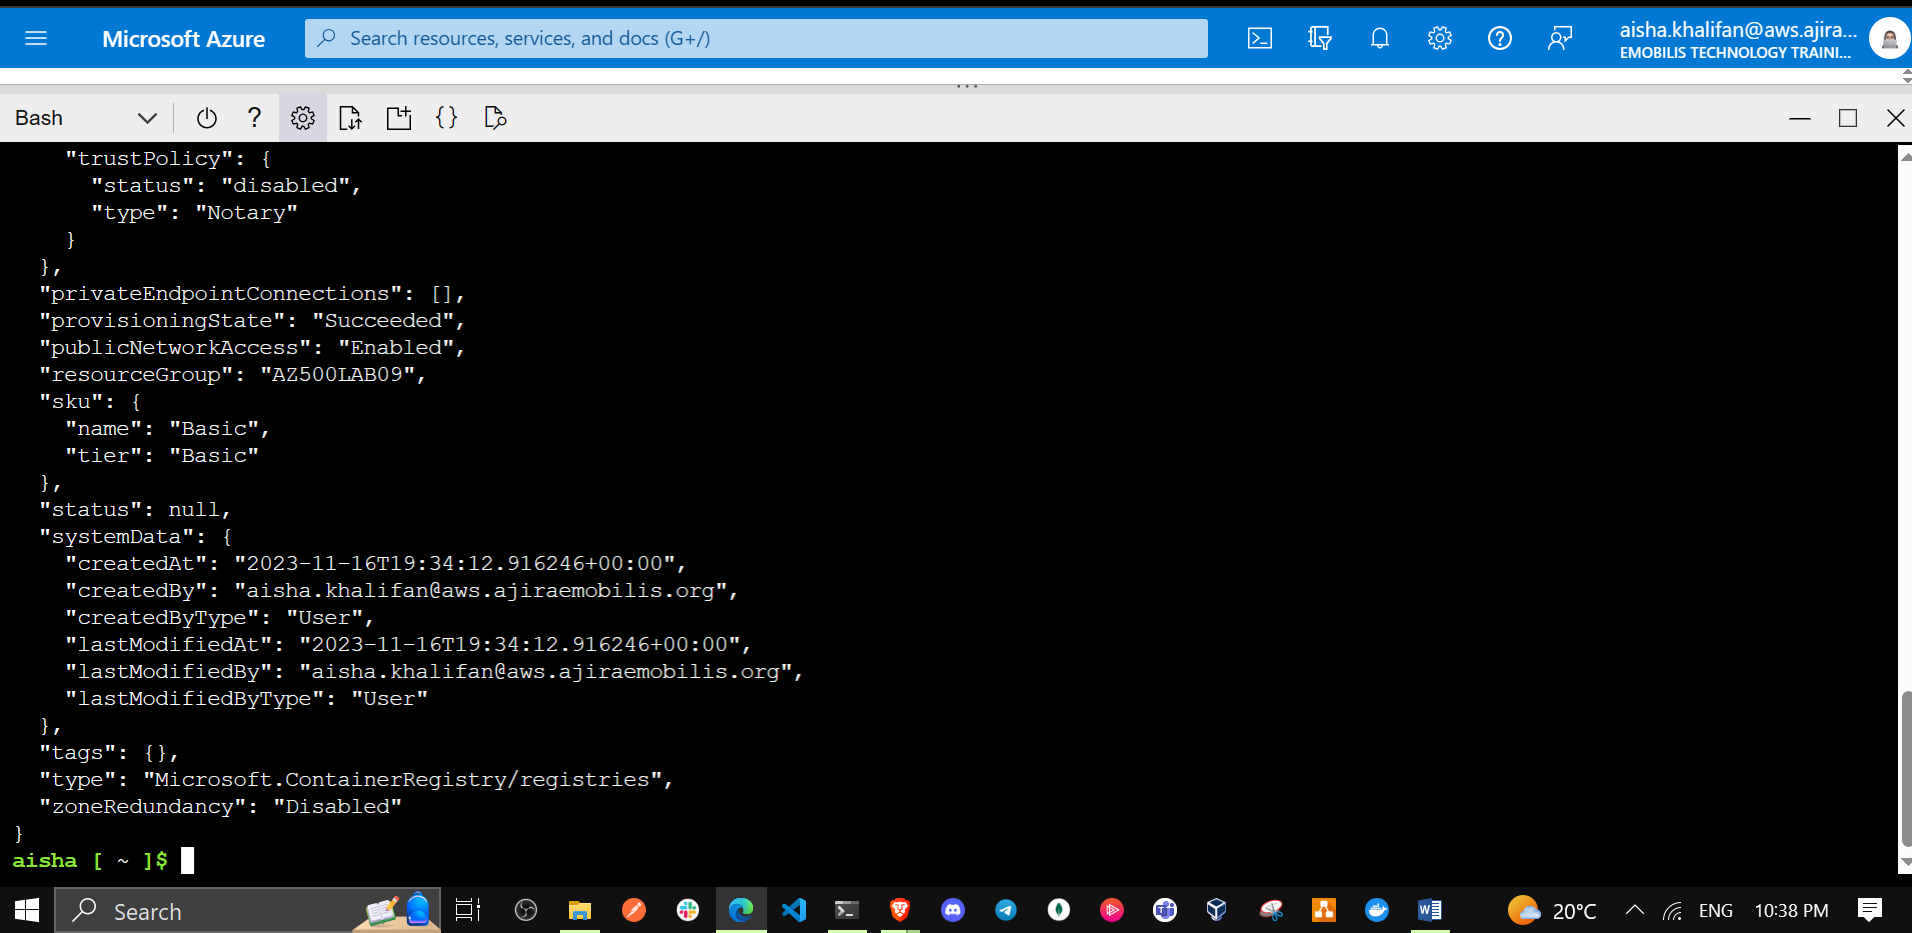 Microsoft Azure
Search resources, services, and docs (G+/)
aisha.khalifan@aws.ajira...
EMOBILIS TECHNOLOGY TRAINI...
Bash
"trustPolicy": {
"status": "disabled",
"type": "Notary"
}
},
"privateEndpointConnections": [],
"provisioningState": "Succeeded",
"publicNetworkAccess": "Enabled",
"resourceGroup": "AZ500LAB09",
"sku": {
"name": "Basic",
"tier": "Basic"
},
"status": null,
"systemData": {
"createdAt": "2023-11-16T19:34:12.916246+00:00",
"createdBy": "aisha.khalifan@aws.ajiraemobilis.org",
"createdByType": "User",
"lastModifiedAt": "2023-11-16T19:34:12.916246+00:00",
"lastModifiedBy": "aisha.khalifan@aws.ajiraemobilis.org",
"lastModifiedByType": "User"
},
"tags": {},
"type": "Microsoft.ContainerRegistry/registries",
"zoneRedundancy": "Disabled"
}
aisha [ ~ ]$
Search
20°C
ENG
10:38 PM